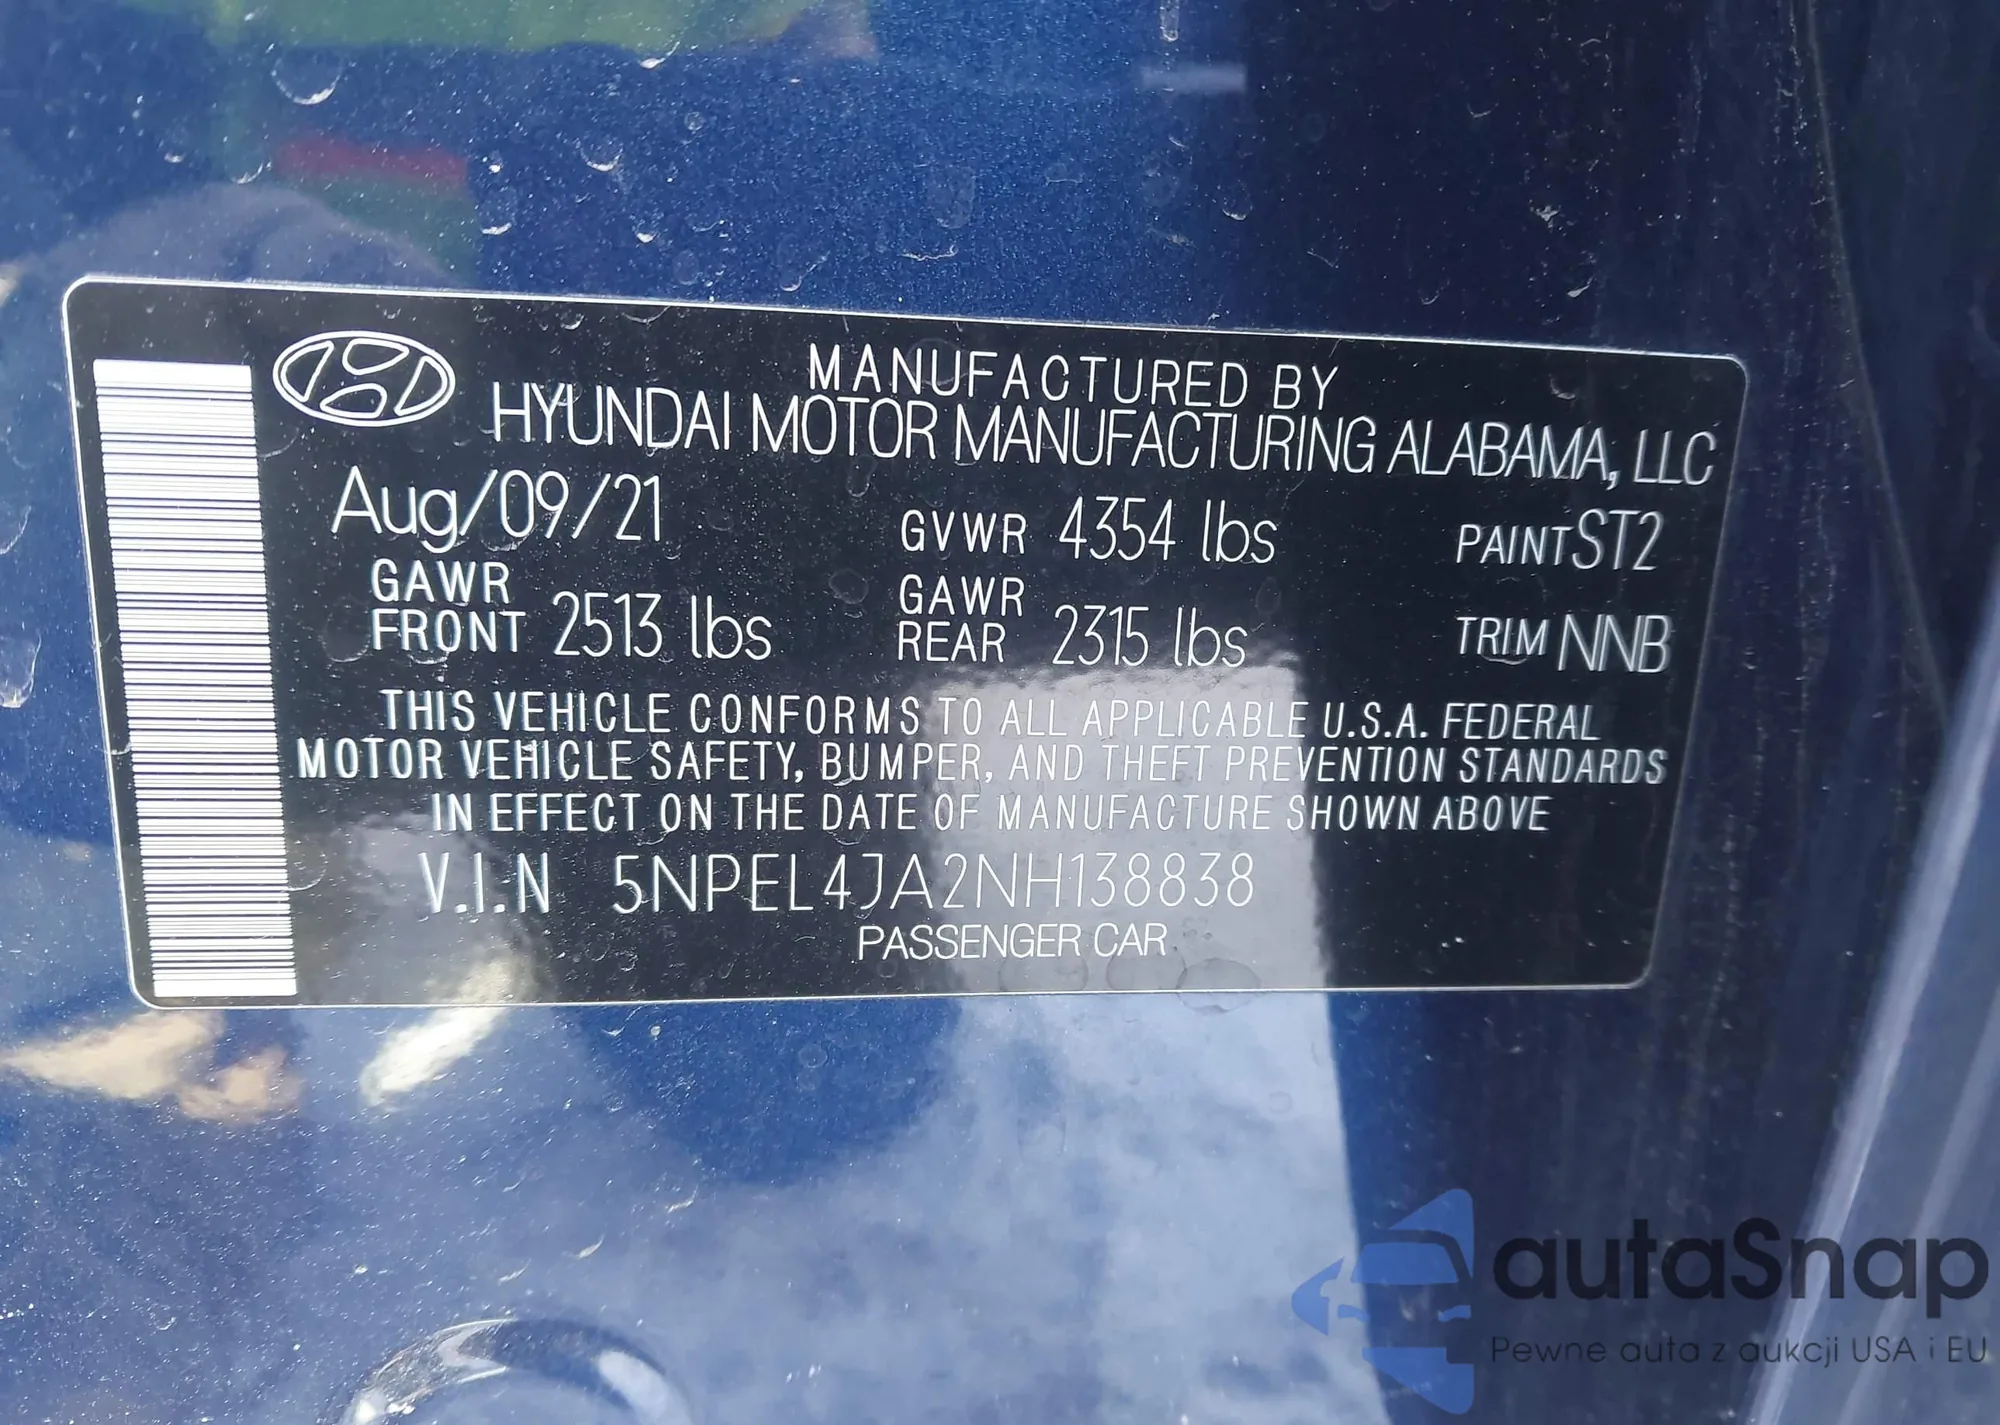 MANUFACTURED BY
HYUNDAI MOTOR MANUFACTURING ALABAMA, LLC
Aug/09/21 GVWR 4354 lbs PAINT ST2
GAWR FRONT 2513 lbs GAWR REAR 2315 lbs TRIM NNB
THIS VEHICLE CONFORMS TO ALL APPLICABLE U.S.A. FEDERAL
MOTOR VEHICLE SAFETY, BUMPER, AND THEFT PREVENTION STANDARDS
IN EFFECT ON THE DATE OF MANUFACTURE SHOWN ABOVE
V.I.N 5NPEL4JA2NH138838
PASSENGER CAR
autaSnap
Pewne auta z aukcji USA i EU